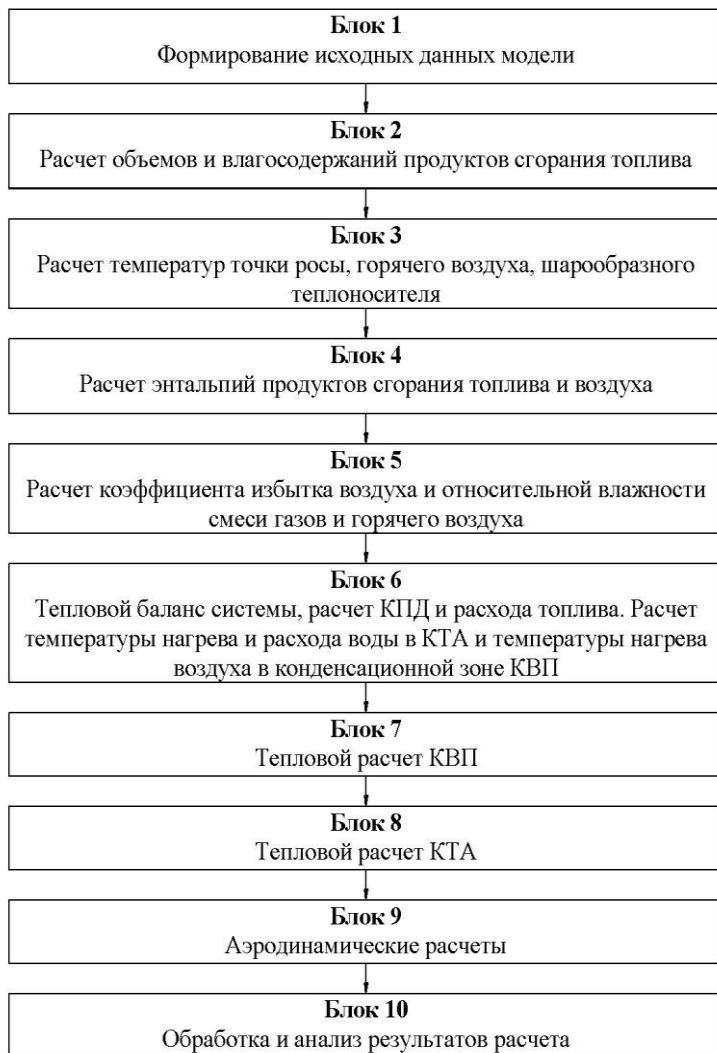 Блок 1
Формирование исходных данных модели
Блок 2
Расчет объемов и влагосодержаний продуктов сгорания топлива
Блок 3
Расчет температур точки росы, горячего воздуха, шарообразного
теплоносителя
Блок 4
Расчет энтальпий продуктов сгорания топлива и воздуха
Блок 5
Расчет коэффициента избытка воздуха и относительной влажности
смеси газов и горячего воздуха
Блок 6
Тепловой баланс системы, расчет КПД и расхода топлива. Расчет
температуры нагрева и расхода воды в КТА и температуры нагрева
воздуха в конденсационной зоне КВП
Блок 7
Тепловой расчет КВП
Блок 8
Тепловой расчет КТА
Блок 9
Аэродинамические расчеты
Блок 10
Обработка и анализ результатов расчета